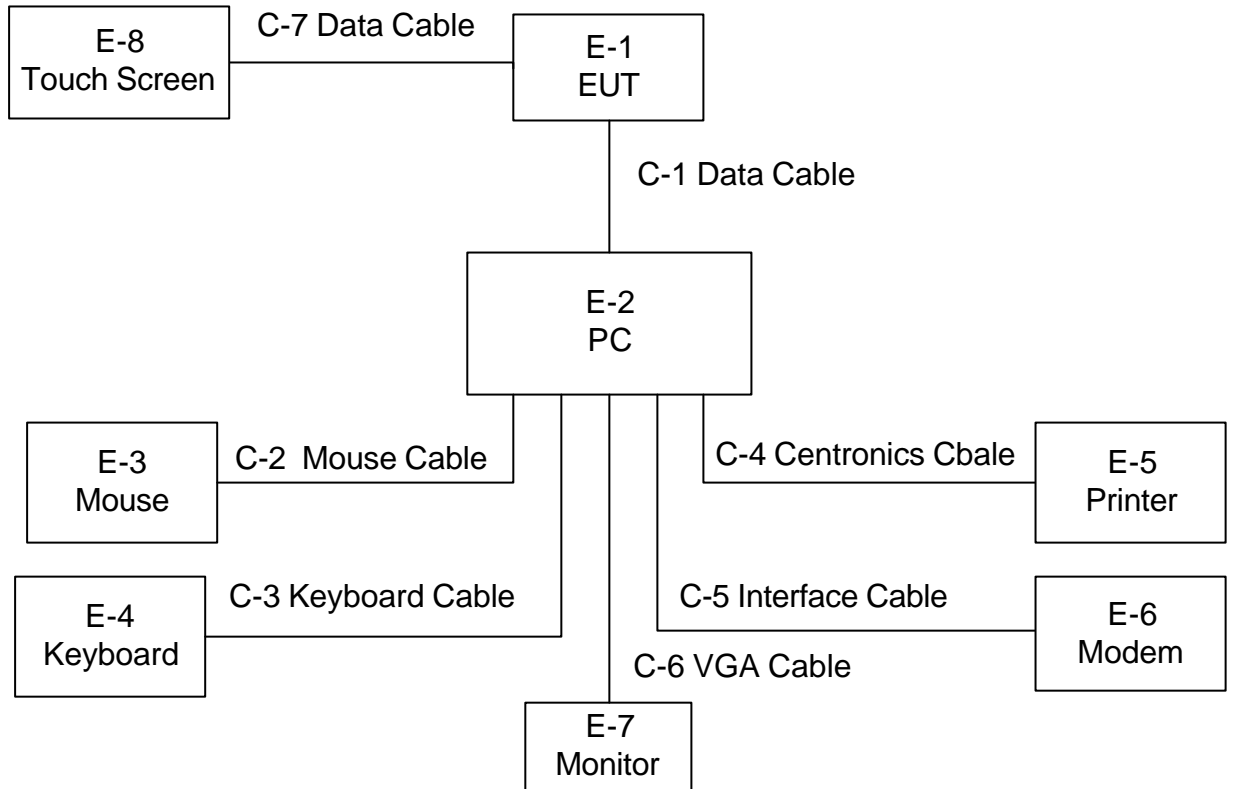 E-8
Touch Screen
C-7 Data Cable
E-1
EUT
C-1 Data Cable
E-2
PC
E-3
Mouse
C-2  Mouse Cable
C-4 Centronics Cbale
E-5
Printer
E-4
Keyboard
C-3 Keyboard Cable
C-5 Interface Cable
E-6
Modem
C-6 VGA Cable
E-7
Monitor